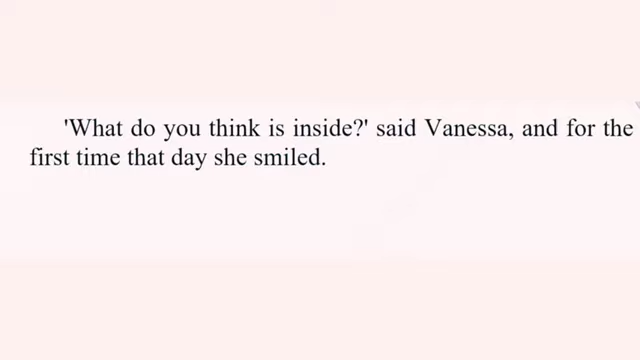 'What do you think is inside?' said Vanessa, and for the
first time that day she smiled.